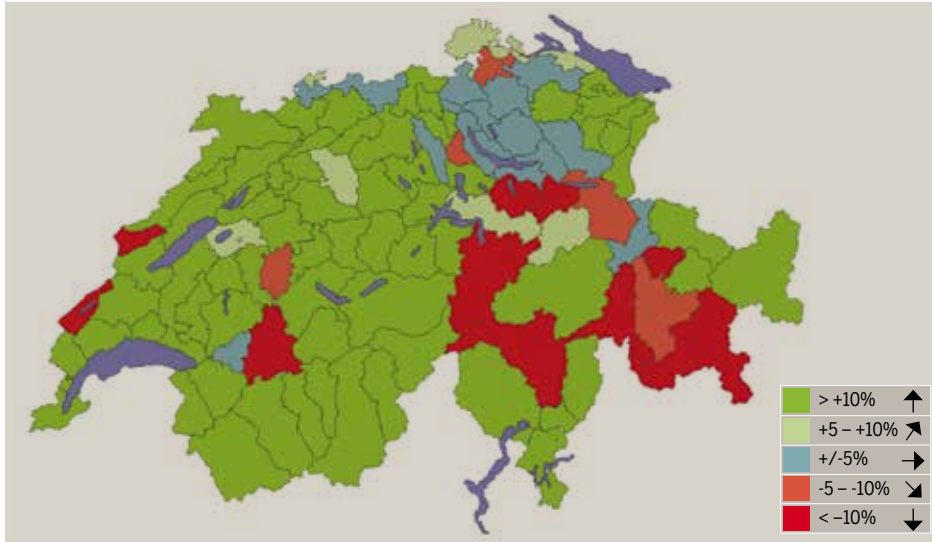 > +10%
+5 – +10%
+/-5%
-5 – -10%
< –10%